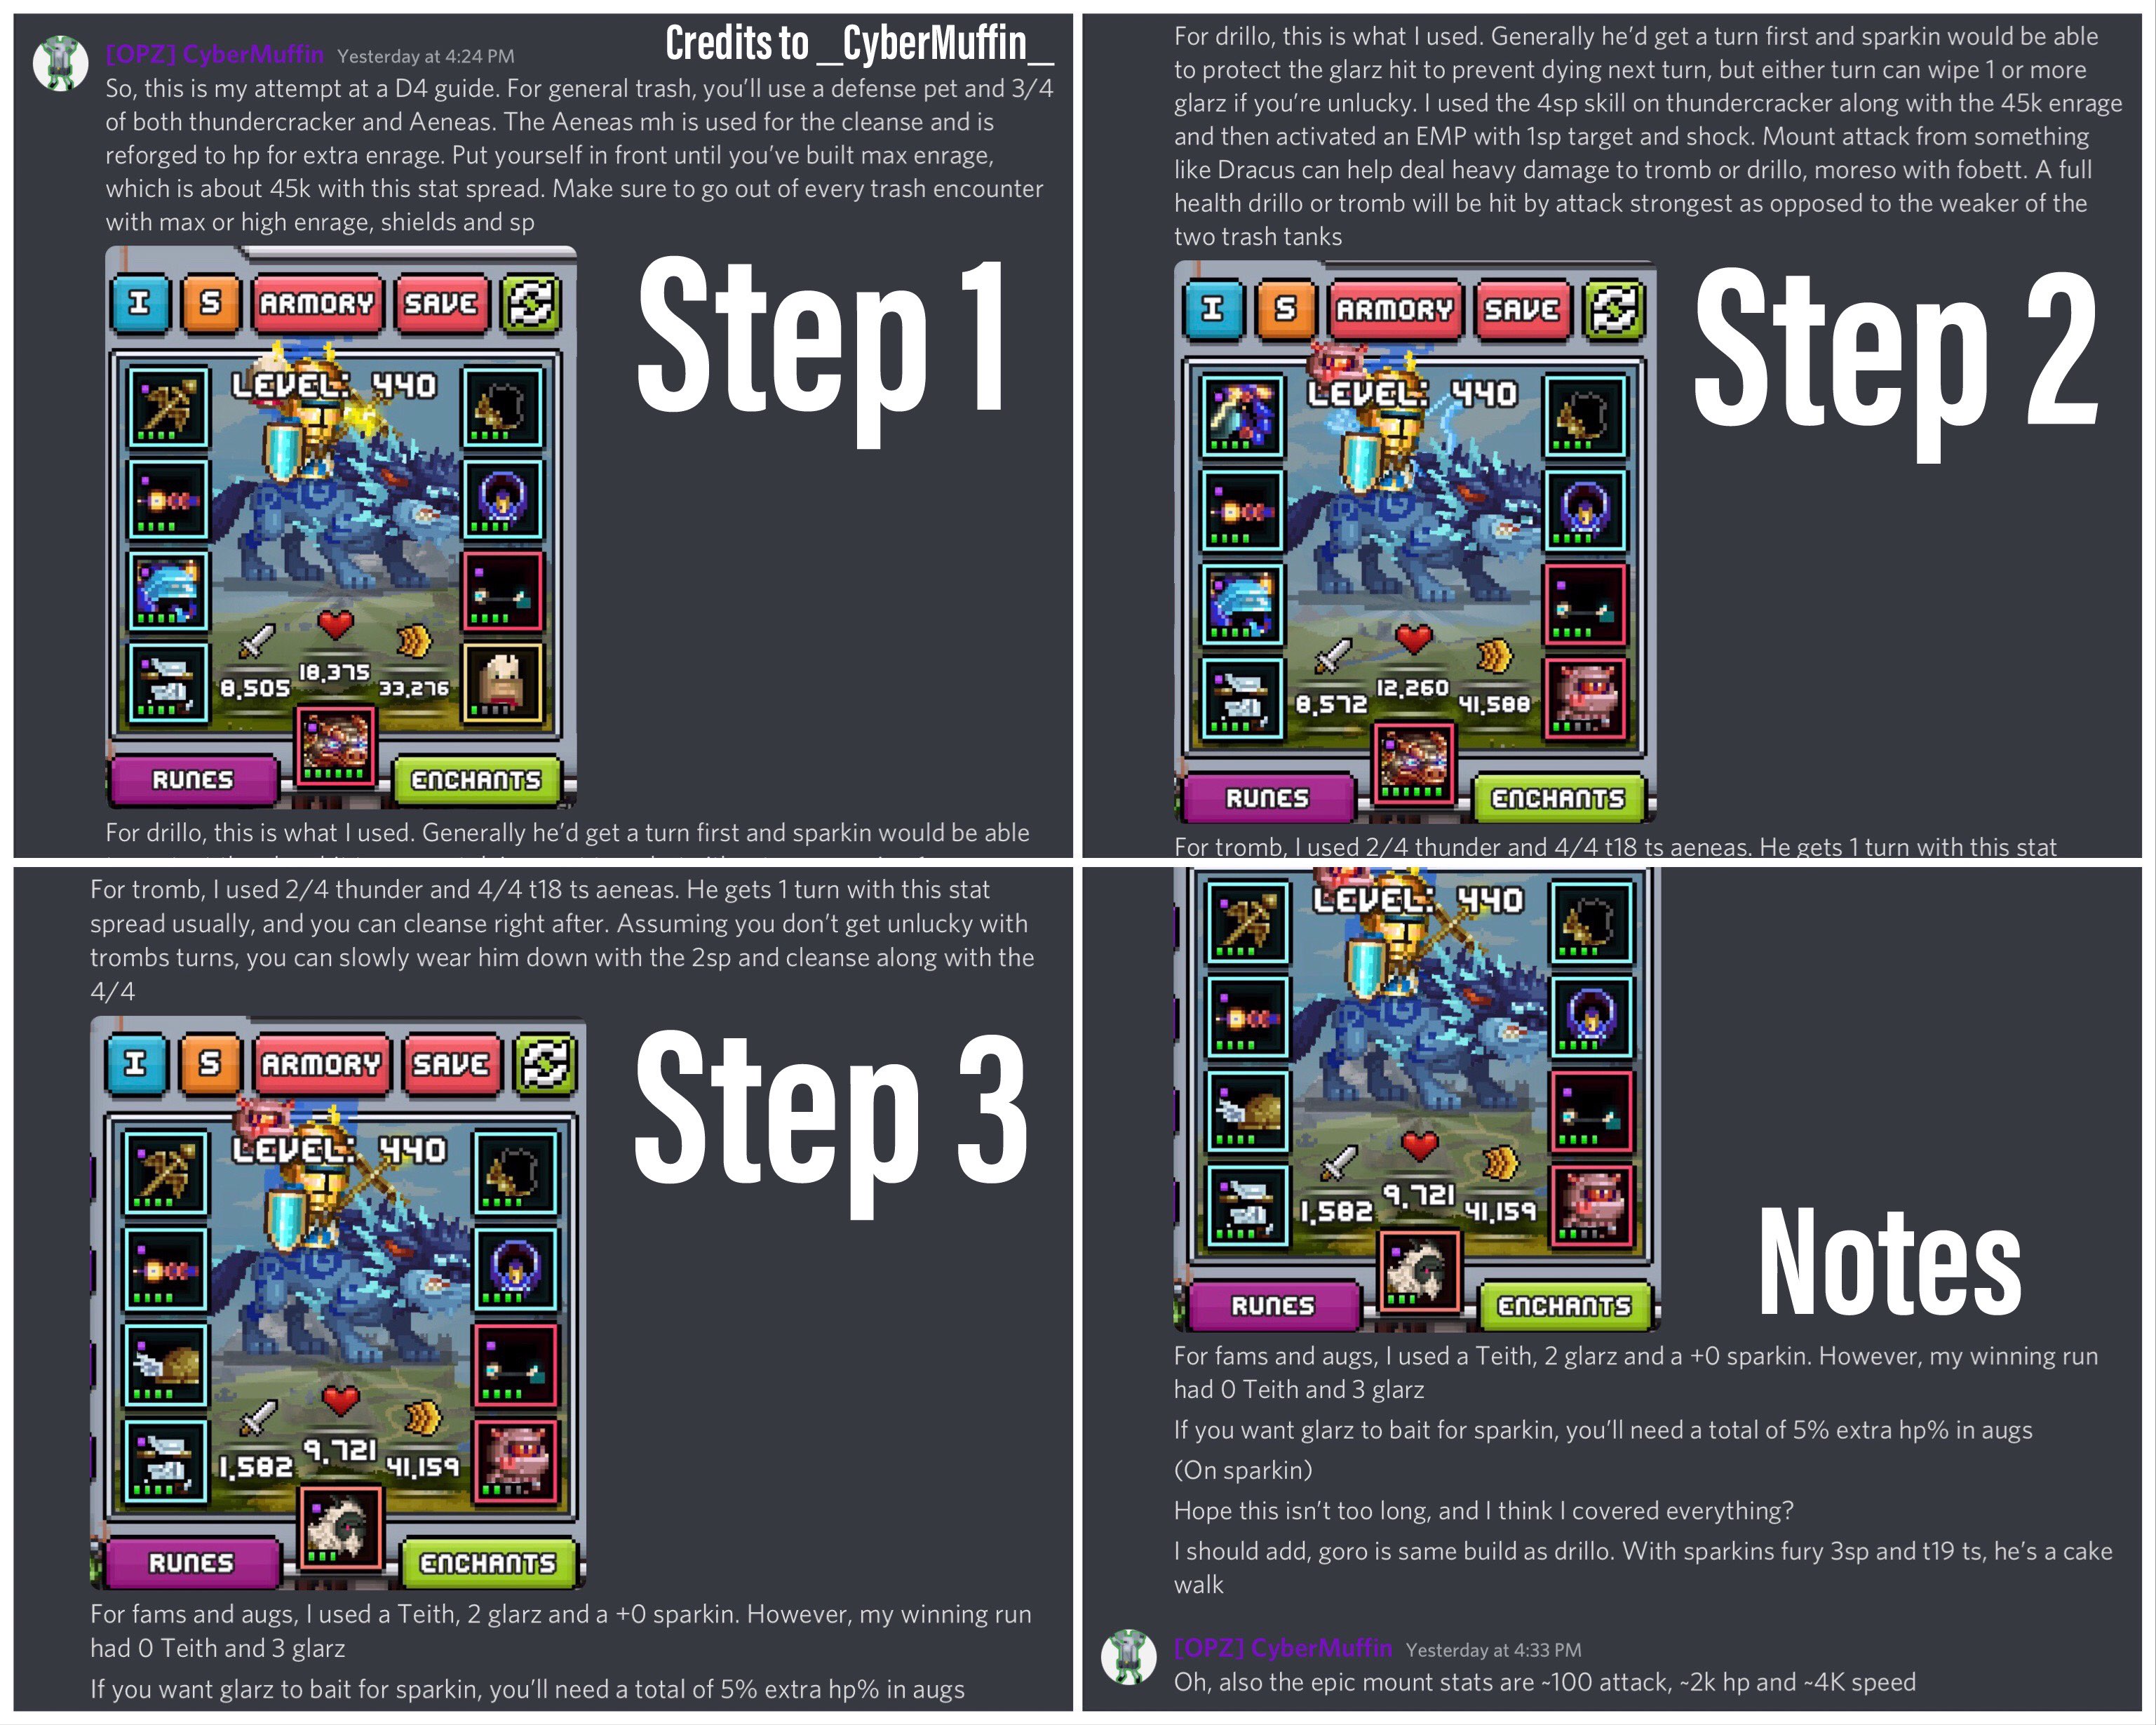 [OPZ] CyberMuffin Yesterday at 4:24 PM
Credits to _CyberMuffin_
So, this is my attempt at a D4 guide. For general trash, you’ll use a defense pet and 3/4
of both thundercracker and Aeneas. The Aeneas mh is used for the cleanse and is
reforged to hp for extra enrage. Put yourself in front until you’ve built max enrage,
which is about 45k with this stat spread. Make sure to go out of every trash encounter
with max or high enrage, shields and sp
Step 1
I S ARMORY SAVE
LEVEL: 440
18,375
8,505 33,276
RUNES ENCHANTS
For drillo, this is what I used. Generally he’d get a turn first and sparkin would be able
For drillo, this is what I used. Generally he’d get a turn first and sparkin would be able
to protect the glarz hit to prevent dying next turn, but either turn can wipe 1 or more
glarz if you’re unlucky. I used the 4sp skill on thundercracker along with the 45k enrage
and then activated an EMP with 1sp target and shock. Mount attack from something
like Dracus can help deal heavy damage to tromb or drillo, moreso with fobett. A full
health drillo or tromb will be hit by attack strongest as opposed to the weaker of the
two trash tanks
Step 2
I S ARMORY SAVE
LEVEL: 440
12,260
8,572 41,588
RUNES ENCHANTS
For tromb, I used 2/4 thunder and 4/4 t18 ts aeneas. He gets 1 turn with this stat
For tromb, I used 2/4 thunder and 4/4 t18 ts aeneas. He gets 1 turn with this stat
spread usually, and you can cleanse right after. Assuming you don’t get unlucky with
trombs turns, you can slowly wear him down with the 2sp and cleanse along with the
4/4
Step 3
I S ARMORY SAVE
LEVEL: 440
9,721
1,582 41,159
RUNES ENCHANTS
For fams and augs, I used a Teith, 2 glarz and a +0 sparkin. However, my winning run
had 0 Teith and 3 glarz
If you want glarz to bait for sparkin, you’ll need a total of 5% extra hp% in augs
LEVEL: 440
9,721
1,582 41,159
Notes
RUNES ENCHANTS
For fams and augs, I used a Teith, 2 glarz and a +0 sparkin. However, my winning run
had 0 Teith and 3 glarz
If you want glarz to bait for sparkin, you’ll need a total of 5% extra hp% in augs
(On sparkin)
Hope this isn’t too long, and I think I covered everything?
I should add, goro is same build as drillo. With sparkins fury 3sp and t19 ts, he’s a cake
walk
[OPZ] CyberMuffin Yesterday at 4:33 PM
Oh, also the epic mount stats are ~100 attack, ~2k hp and ~4K speed